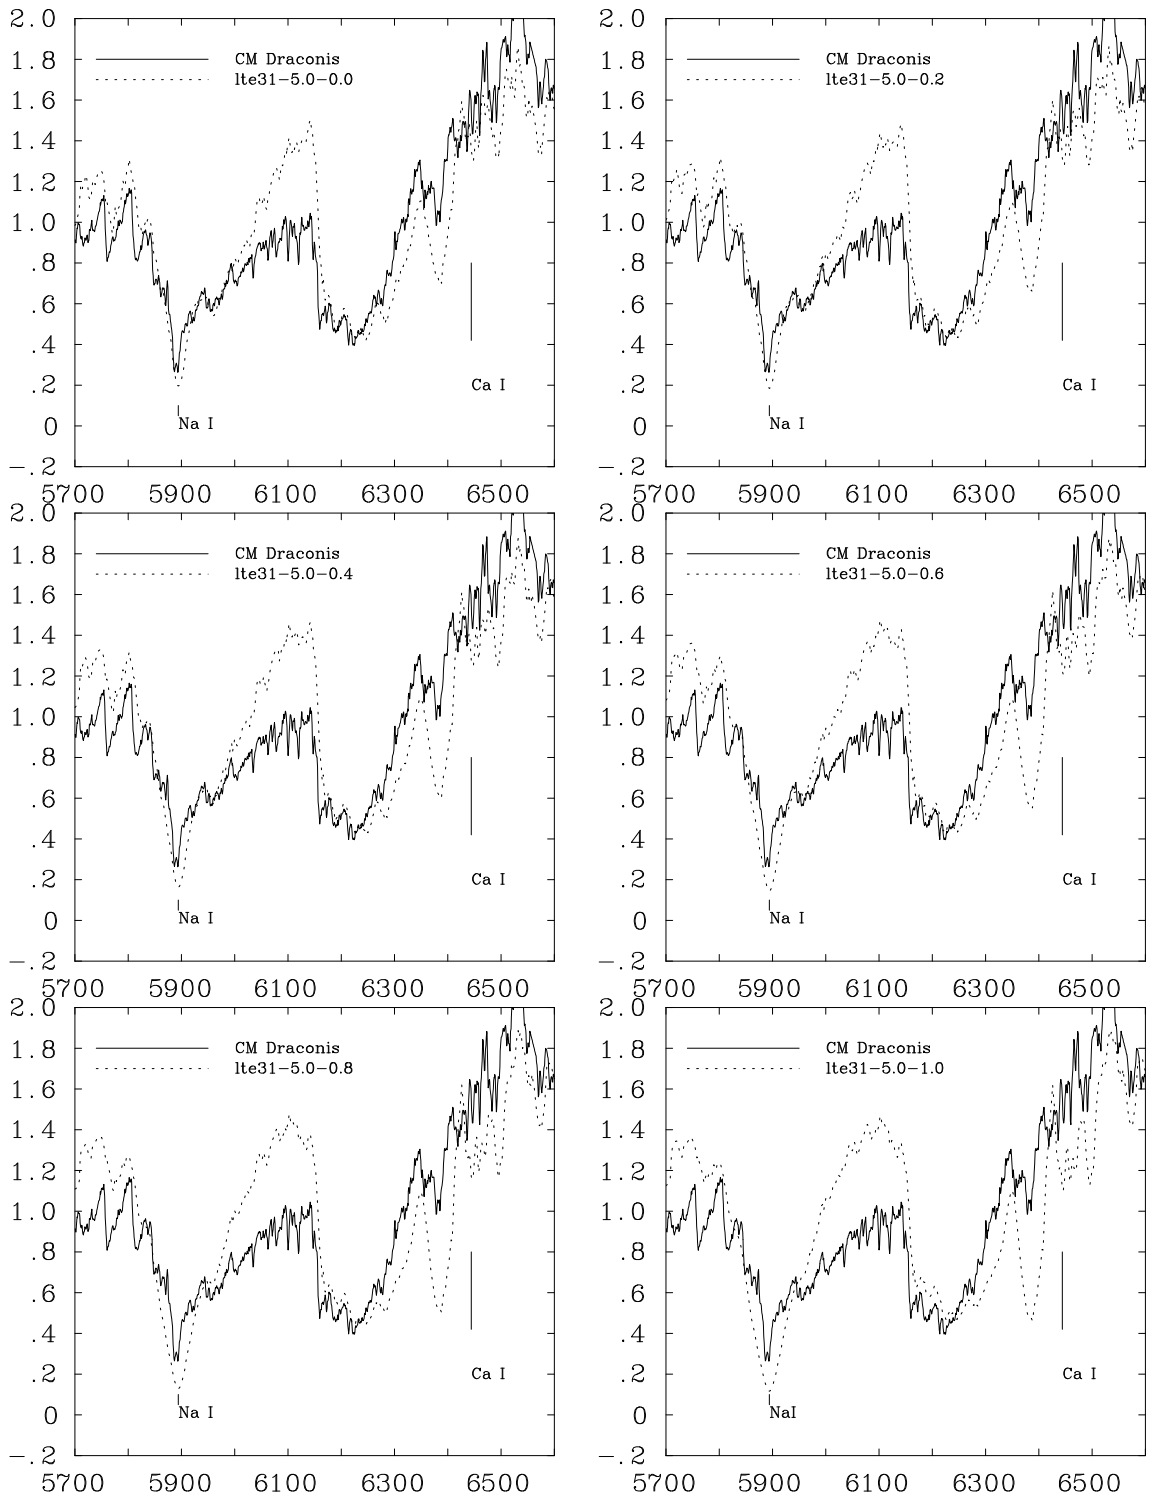 2.0 2.0
CM Draconis CM Draconis
1.8 1.8
lte31-5.0-0.0 lte31-5.0-0.2
1.6 1.6
1.4 1.4
1.2 1.2
1.0 1.0
.8 .8
.6 .6
.4 .4
Ca I Ca I
.2 .2
Na I Na I
0 0
-.2 -.2
5700 5900 6100 6300 6500 5700 5900 6100 6300 6500
2.0 2.0
CM Draconis CM Draconis
1.8 1.8
lte31-5.0-0.4 lte31-5.0-0.6
1.6 1.6
1.4 1.4
1.2 1.2
1.0 1.0
.8 .8
.6 .6
.4 .4
Ca I Ca I
.2 .2
Na I Na I
0 0
-.2 -.2
5700 5900 6100 6300 6500 5700 5900 6100 6300 6500
2.0 2.0
CM Draconis CM Draconis
1.8 1.8
lte31-5.0-0.8 lte31-5.0-1.0
1.6 1.6
1.4 1.4
1.2 1.2
1.0 1.0
.8 .8
.6 .6
.4 .4
Ca I Ca I
.2 .2
Na I NaI
0 0
-.2 -.2
5700 5900 6100 6300 6500 5700 5900 6100 6300 6500